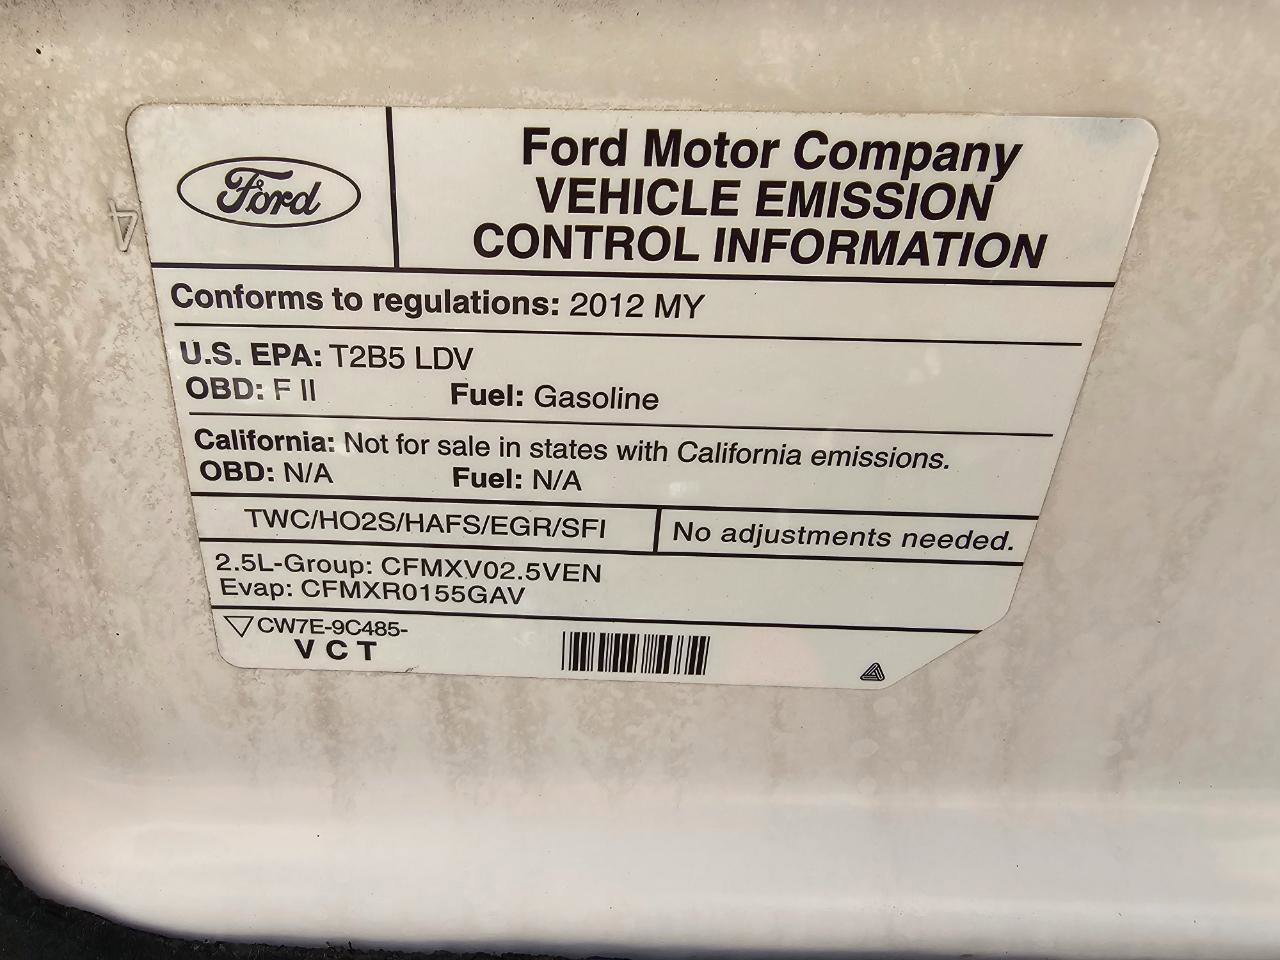 Ford
Ford Motor Company
VEHICLE EMISSION
CONTROL INFORMATION
4
Conforms to regulations: 2012 MY
U.S. EPA: T2B5 LDV
OBD: F II Fuel: Gasoline
California: Not for sale in states with California emissions.
OBD: N/A Fuel: N/A
TWC/HO2S/HAFS/EGR/SFI No adjustments needed.
2.5L-Group: CFMXV02.5VEN
Evap: CFMXR0155GAV
CW7E-9C485-
V C T